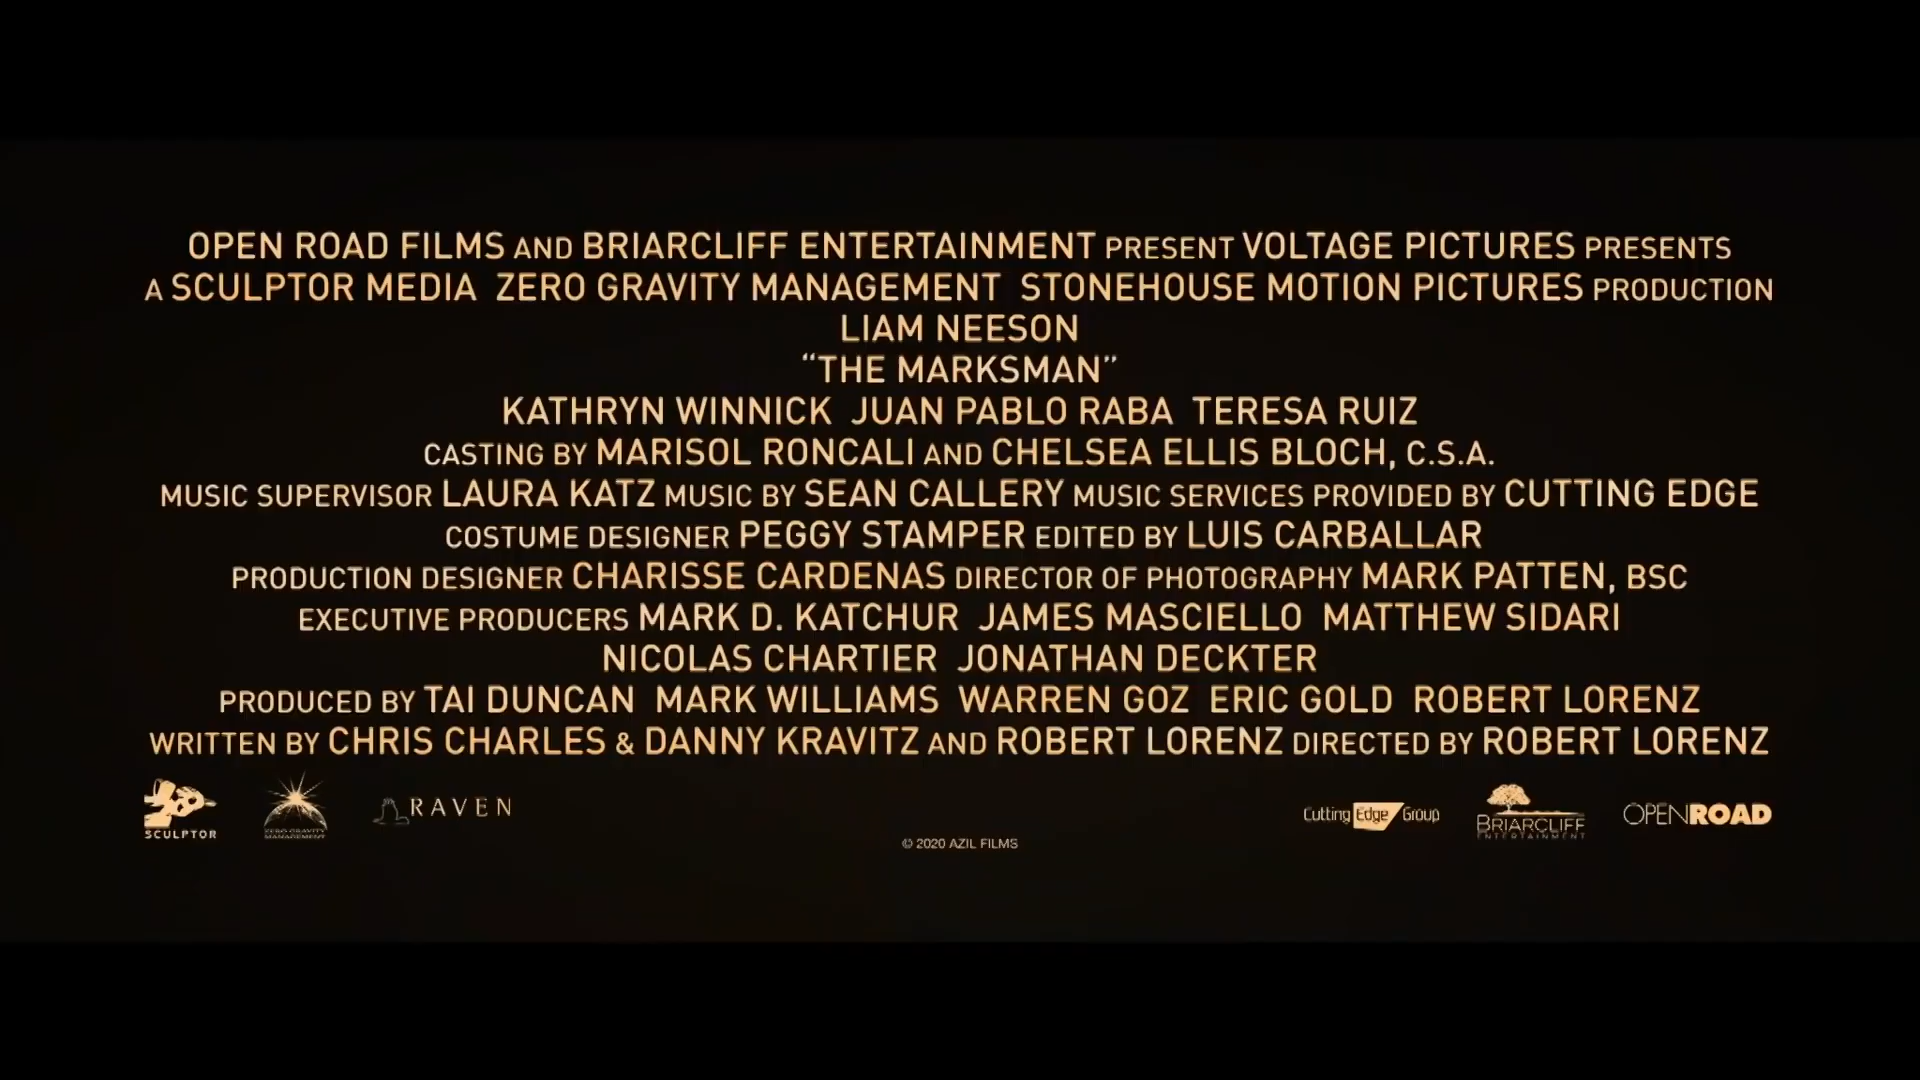 OPEN ROAD FILMS AND BRIARCLIFF ENTERTAINMENT PRESENT VOLTAGE PICTURES PRESENTS
A SCULPTOR MEDIA ZERO GRAVITY MANAGEMENT STONEHOUSE MOTION PICTURES PRODUCTION
LIAM NEESON
“THE MARKSMAN”
KATHRYN WINNICK JUAN PABLO RABA TERESA RUIZ
CASTING BY MARISOL RONCALI AND CHELSEA ELLIS BLOCH, C.S.A.
MUSIC SUPERVISOR LAURA KATZ MUSIC BY SEAN CALLERY MUSIC SERVICES PROVIDED BY CUTTING EDGE
COSTUME DESIGNER PEGGY STAMPER EDITED BY LUIS CARBALLAR
PRODUCTION DESIGNER CHARISSE CARDENAS DIRECTOR OF PHOTOGRAPHY MARK PATTEN, BSC
EXECUTIVE PRODUCERS MARK D. KATCHUR JAMES MASCIELLO MATTHEW SIDARI
NICOLAS CHARTIER JONATHAN DECKTER
PRODUCED BY TAI DUNCAN MARK WILLIAMS WARREN GOZ ERIC GOLD ROBERT LORENZ
WRITTEN BY CHRIS CHARLES & DANNY KRAVITZ AND ROBERT LORENZ DIRECTED BY ROBERT LORENZ
SCULPTOR
ZERO GRAVITY
MANAGEMENT
RAVEN
© 2020 AZIL FILMS
Cutting Edge Group
BRIARCLIFF
ENTERTAINMENT
OPEN ROAD